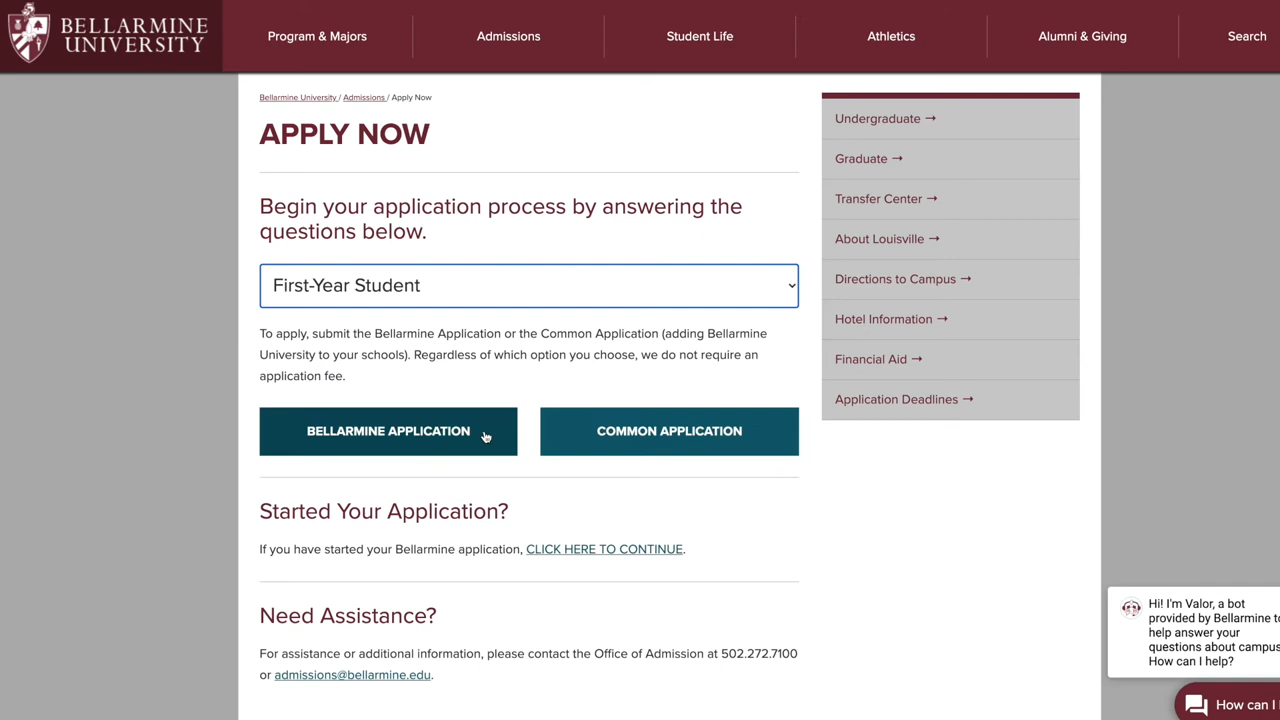 BELLARMINE
UNIVERSITY
Program & Majors
Admissions
Student Life
Athletics
Alumni & Giving
Search
Bellarmine University / Admissions / Apply Now
APPLY NOW
Begin your application process by answering the
questions below.
First-Year Student
To apply, submit the Bellarmine Application or the Common Application (adding Bellarmine
University to your schools). Regardless of which option you choose, we do not require an
application fee.
BELLARMINE APPLICATION
COMMON APPLICATION
Started Your Application?
If you have started your Bellarmine application, CLICK HERE TO CONTINUE.
Need Assistance?
For assistance or additional information, please contact the Office of Admission at 502.272.7100
or admissions@bellarmine.edu.
Undergraduate →
Graduate →
Transfer Center →
About Louisville →
Directions to Campus →
Hotel Information →
Financial Aid →
Application Deadlines →
Hi! I'm Valor, a bot
provided by Bellarmine to
help answer your
questions about campus
How can I help?
How can I